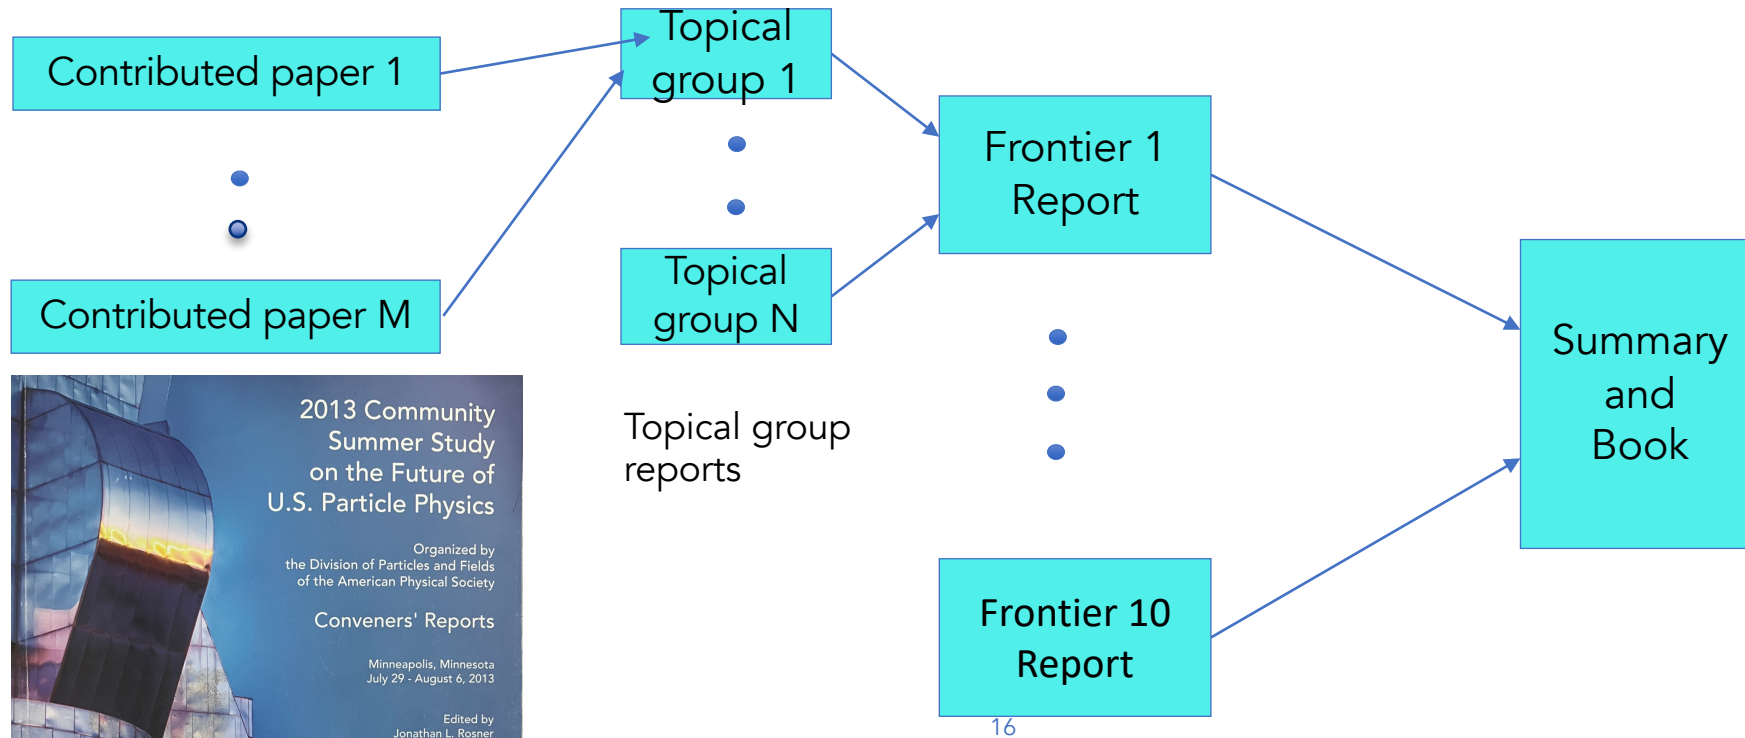 Contributed paper 1
Contributed paper M
Topical
group 1
Topical
group N
Topical group
reports
Frontier 1
Report
Frontier 10
Report
Summary
and
Book
2013 Community
Summer Study
on the Future of
U.S. Particle Physics
Organized by
the Division of Particles and Fields
of the American Physical Society
Conveners' Reports
Minneapolis, Minnesota
July 29 - August 6, 2013
Edited by
Jonathan L. Rosner
16